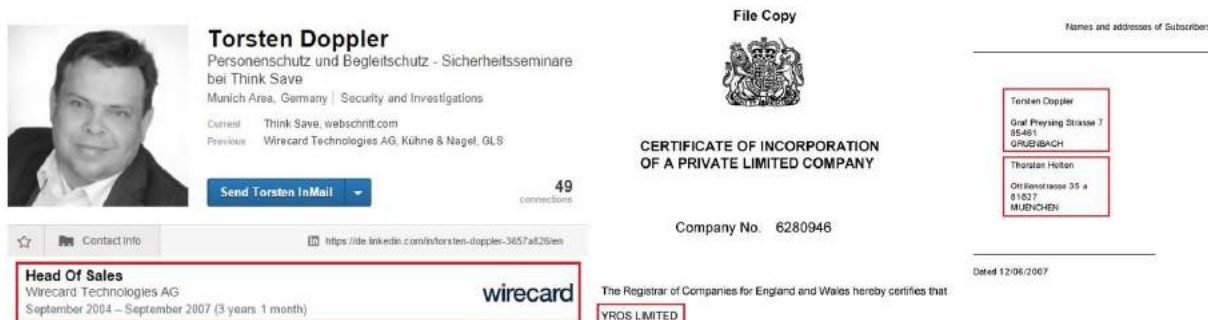 Torsten Doppler
Personenschutz und Begleitschutz - Sicherheitsseminare
bei Think Save
Munich Area, Germany | Security and Investigations
Current Think Save, webschritt.com
Previous Wirecard Technologies AG, Kühne & Nagel, GLS
Send Torsten InMail
49
connections
Contact Info
https://de.linkedin.com/in/torsten-doppler-3657a826/en
Head Of Sales
Wirecard Technologies AG
September 2004 – September 2007 (3 years 1 month)
wirecard
File Copy
CERTIFICATE OF INCORPORATION
OF A PRIVATE LIMITED COMPANY
Company No. 6280946
The Registrar of Companies for England and Wales hereby certifies that
YROS LIMITED
Names and addresses of Subscribers
Torsten Doppler
Graf Preysing Strasse 7
85461
GRUENBACH
Thorsten Holten
Ottilienstrasse 35 a
81827
MUENCHEN
Dated 12/06/2007